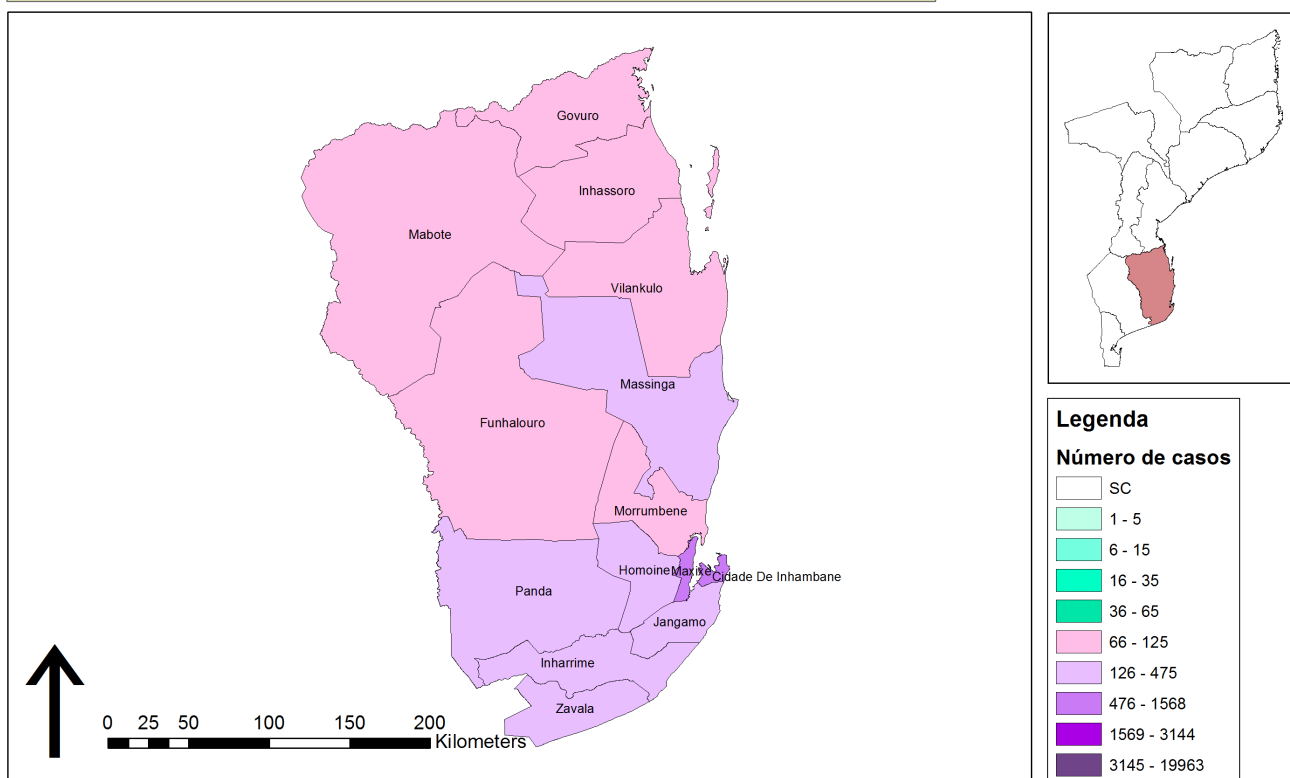 Govuro
Inhassoro
Mabote
Vilankulo
Massinga
Funhalouro
Morrumbene
Homoine
Maxixe
Cidade De Inhambane
Panda
Jangamo
Inharrime
Zavala
0 25 50 100 150 200
Kilometers
Legenda
Número de casos
SC
1 - 5
6 - 15
16 - 35
36 - 65
66 - 125
126 - 475
476 - 1568
1569 - 3144
3145 - 19963